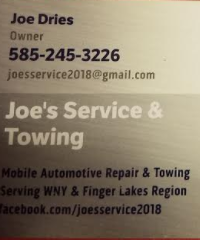 Joe Dries
Owner
585-245-3226
joesservice2018@gmail.com
Joe's Service &
Towing
Mobile Automotive Repair & Towing
Serving WNY & Finger Lakes Region
facebook.com/joesservice2018